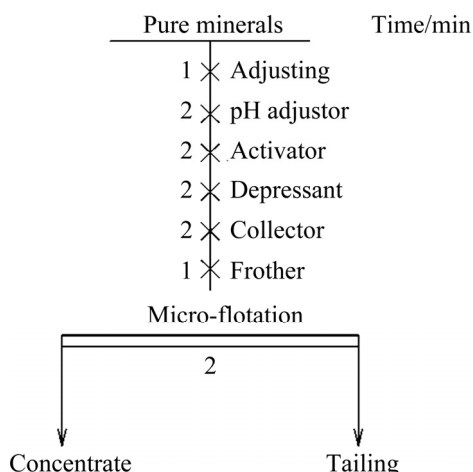 Pure minerals Time/min
1 Adjusting
2 pH adjustor
2 Activator
2 Depressant
2 Collector
1 Frother
Micro-flotation
2
Concentrate Tailing